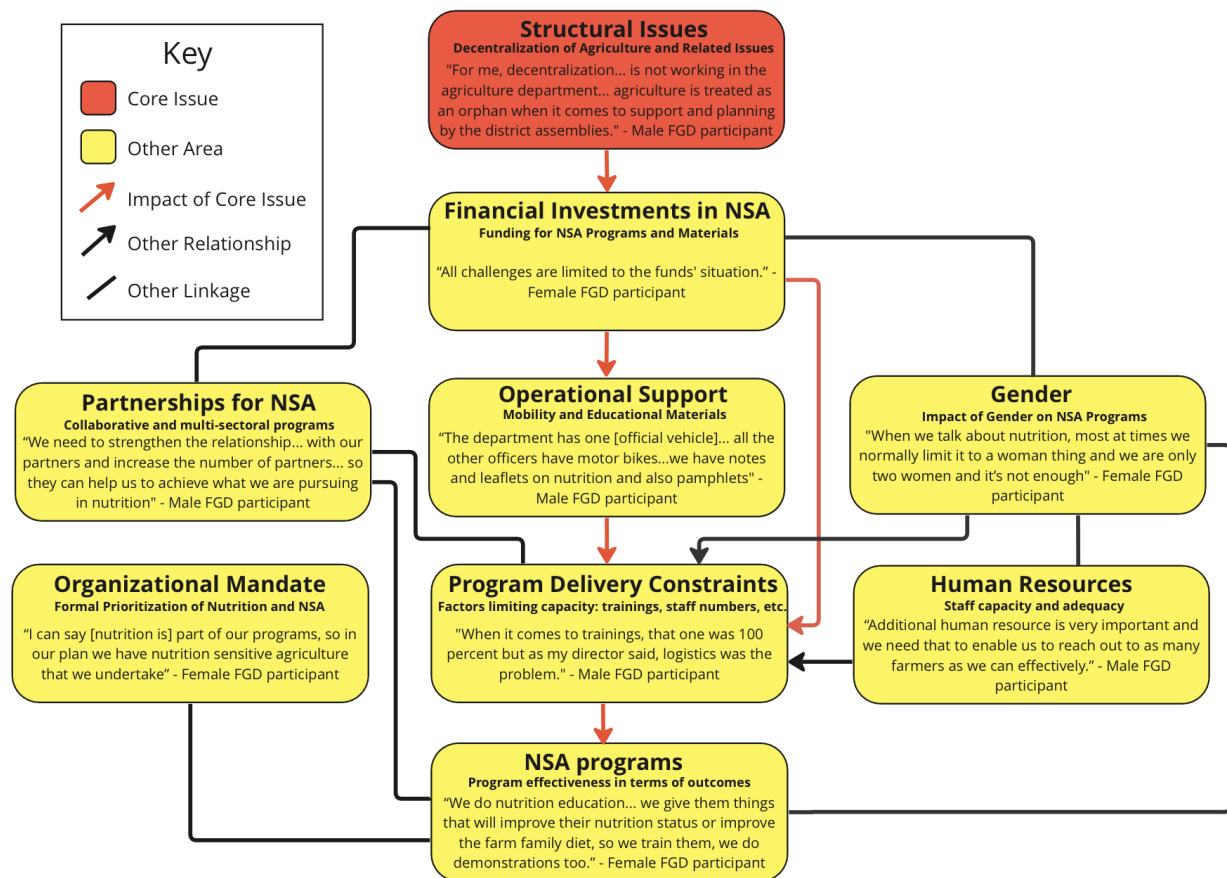 Key
Core Issue
Other Area
Impact of Core Issue
Other Relationship
Other Linkage
Structural Issues
Decentralization of Agriculture and Related Issues
"For me, decentralization... is not working in the
agriculture department... agriculture is treated as
an orphan when it comes to support and planning
by the district assemblies." - Male FGD participant
Financial Investments in NSA
Funding for NSA Programs and Materials
“All challenges are limited to the funds' situation.” -
Female FGD participant
Partnerships for NSA
Collaborative and multi-sectoral programs
“We need to strengthen the relationship... with our
partners and increase the number of partners... so
they can help us to achieve what we are pursuing
in nutrition" - Male FGD participant
Operational Support
Mobility and Educational Materials
“The department has one [official vehicle]... all the
other officers have motor bikes...we have notes
and leaflets on nutrition and also pamphlets" -
Male FGD participant
Gender
Impact of Gender on NSA Programs
"When we talk about nutrition, most at times we
normally limit it to a woman thing and we are only
two women and it’s not enough" - Female FGD
participant
Organizational Mandate
Formal Prioritization of Nutrition and NSA
“I can say [nutrition is] part of our programs, so in
our plan we have nutrition sensitive agriculture
that we undertake” - Female FGD participant
Program Delivery Constraints
Factors limiting capacity: trainings, staff numbers, etc.
"When it comes to trainings, that one was 100
percent but as my director said, logistics was the
problem." - Male FGD participant
Human Resources
Staff capacity and adequacy
“Additional human resource is very important and
we need that to enable us to reach out to as many
farmers as we can effectively.” - Male FGD
participant
NSA programs
Program effectiveness in terms of outcomes
“We do nutrition education... we give them things
that will improve their nutrition status or improve
the farm family diet, so we train them, we do
demonstrations too.” - Female FGD participant